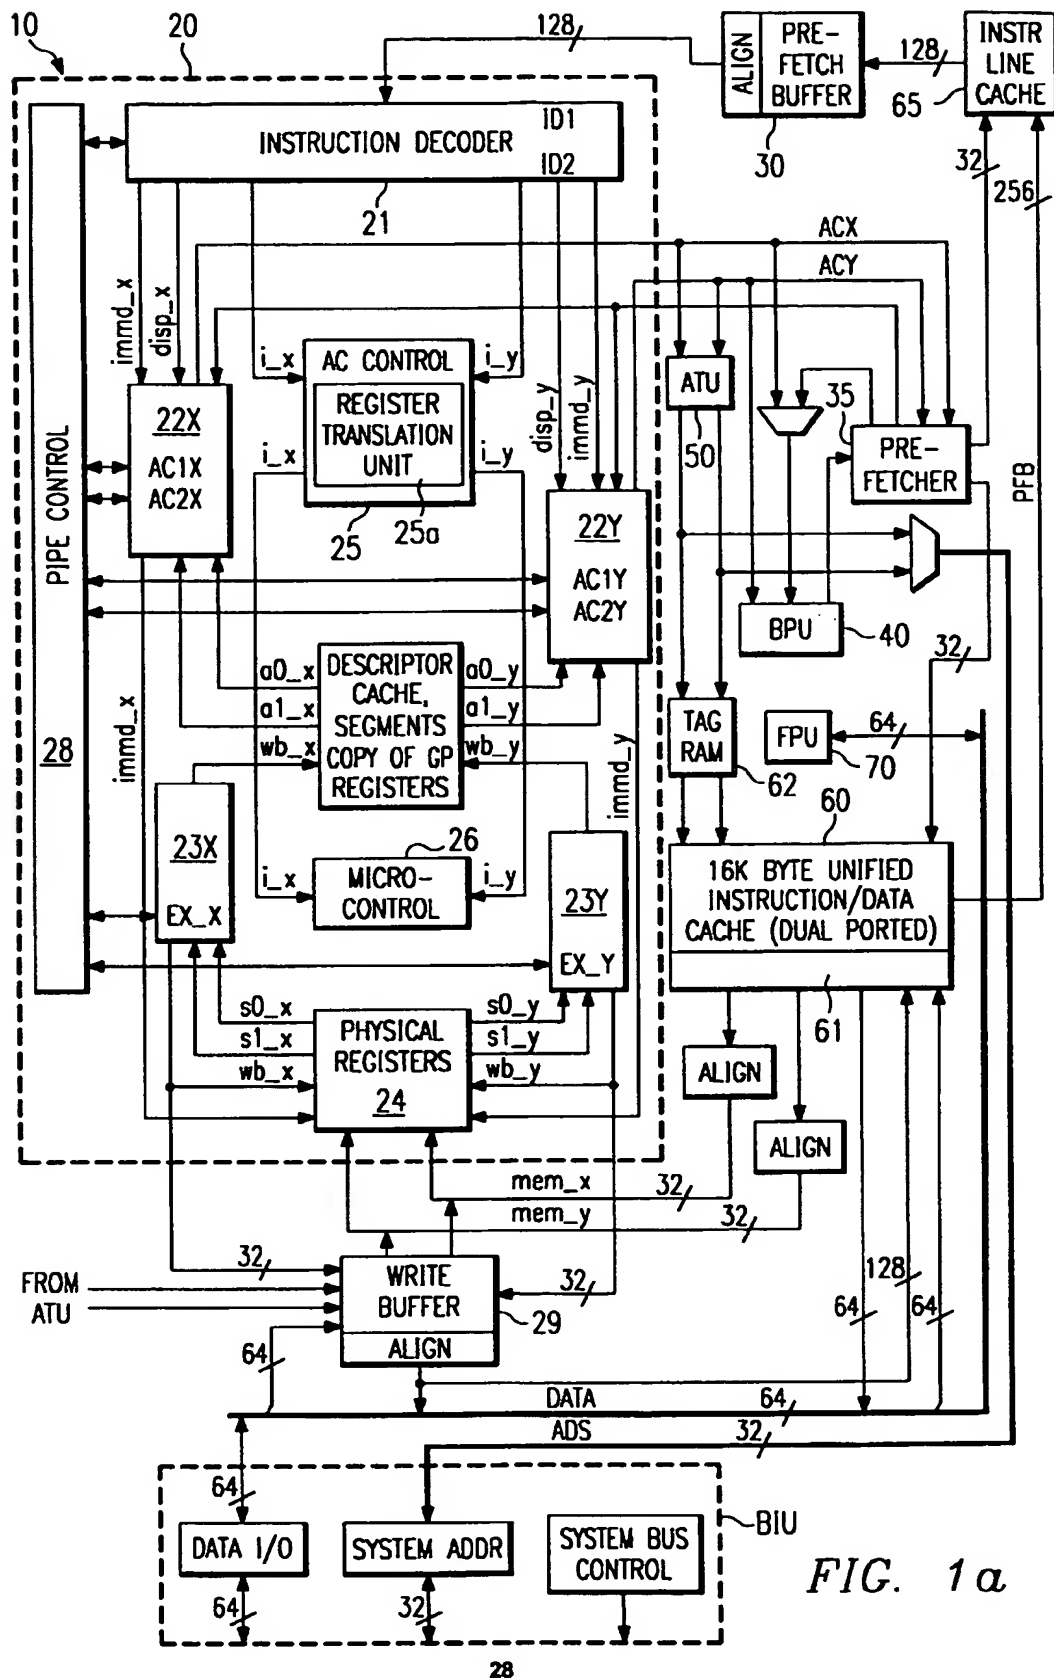 10
20
128
ALIGN
PRE-
FETCH
BUFFER
30
128
INSTR
LINE
CACHE
65
ID1
INSTRUCTION DECODER
ID2
21
32
256
immd_x
disp_x
ACX
ACY
i_x
AC CONTROL
i_y
REGISTER
TRANSLATION
UNIT
i_x
i_y
25
25a
disp_y
immd_y
ATU
50
35
PRE-
FETCHER
PFB
22X
AC1X
AC2X
PIPE CONTROL
28
22Y
AC1Y
AC2Y
BPU
40
32
DESCRIPTOR
CACHE,
SEGMENTS
COPY OF GP
REGISTERS
a0_x
a1_x
wb_x
a0_y
a1_y
wb_y
immd_x
immd_y
TAG
RAM
62
FPU
70
64
23X
EX_X
26
MICRO-
CONTROL
i_x
i_y
23Y
EX_Y
60
16K BYTE UNIFIED
INSTRUCTION/DATA
CACHE (DUAL PORTED)
61
s0_x
s1_x
wb_x
PHYSICAL
REGISTERS
24
s0_y
s1_y
wb_y
ALIGN
ALIGN
mem_x
32
mem_y
32
32
FROM
ATU
WRITE
BUFFER
ALIGN
29
32
64
64
128
64
DATA
64
ADS
32
64
DATA I/O
SYSTEM ADDR
SYSTEM BUS
CONTROL
BIU
64
32
FIG. 1a
28